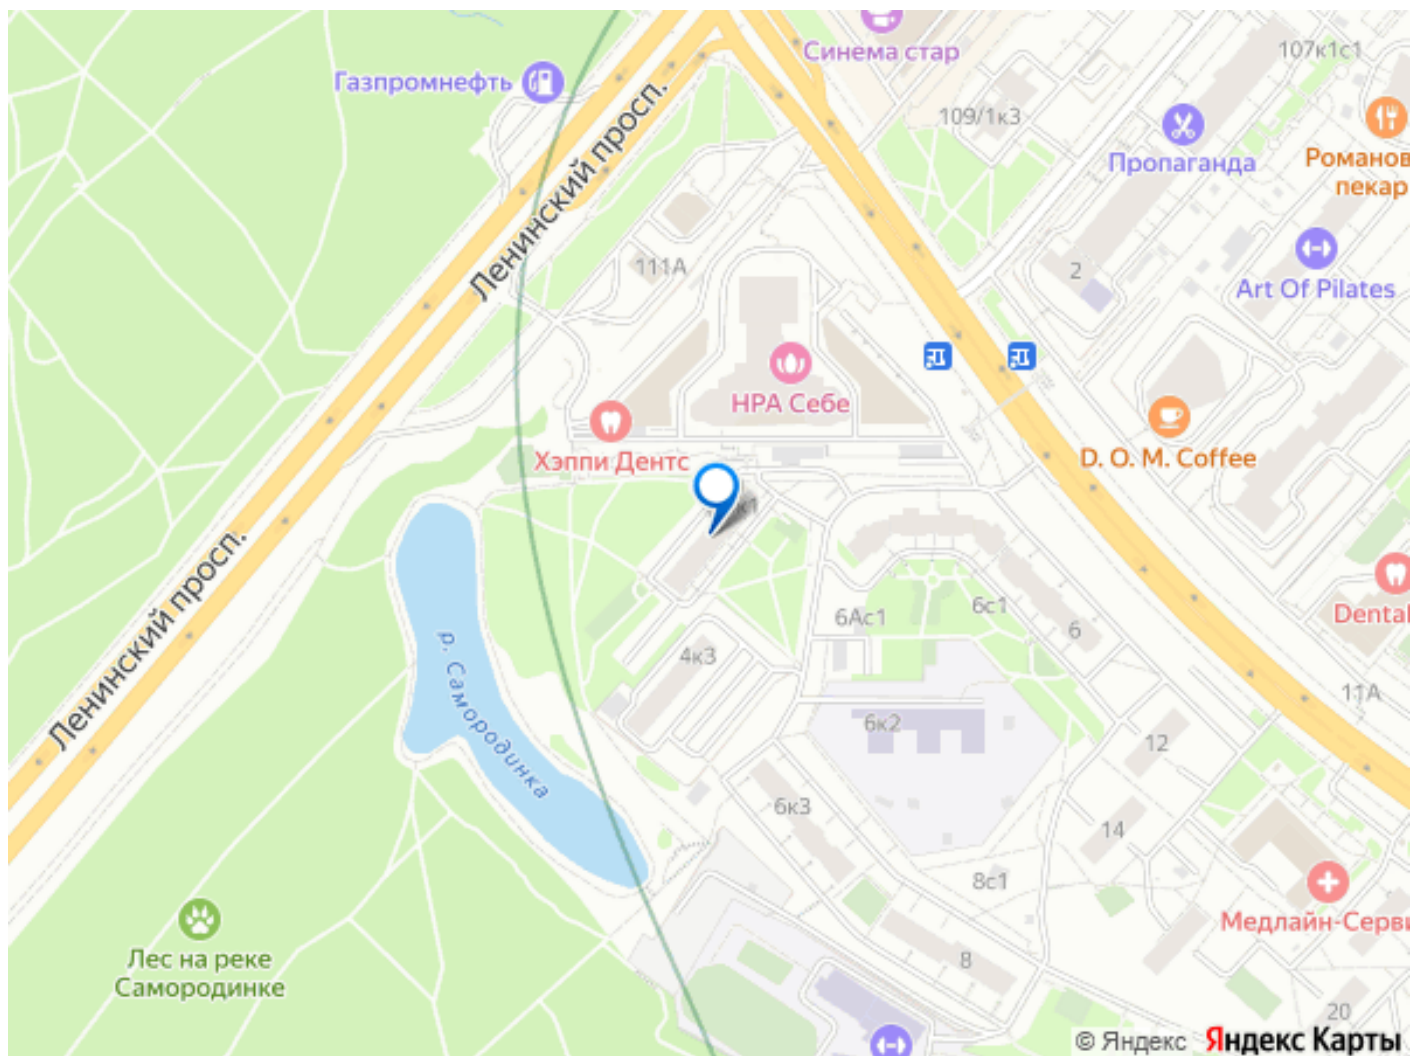 Синема стар
107к1с1
Газпромнефть
109/1к3
Пропаганда
Романов
пекар
Ленинский просп.
111А
2
Art Of Pilates
НРА Себе
Хэппи Дентс
D. O. M. Coffee
к1
Ленинский просп.
6Ас1
6с1
6
Dental
4к3
р. Самородинка
11А
6к2
12
6к3
14
8с1
Медлайн-Серви
Лес на реке
Самородинке
8
20
© Яндекс Яндекс Карты